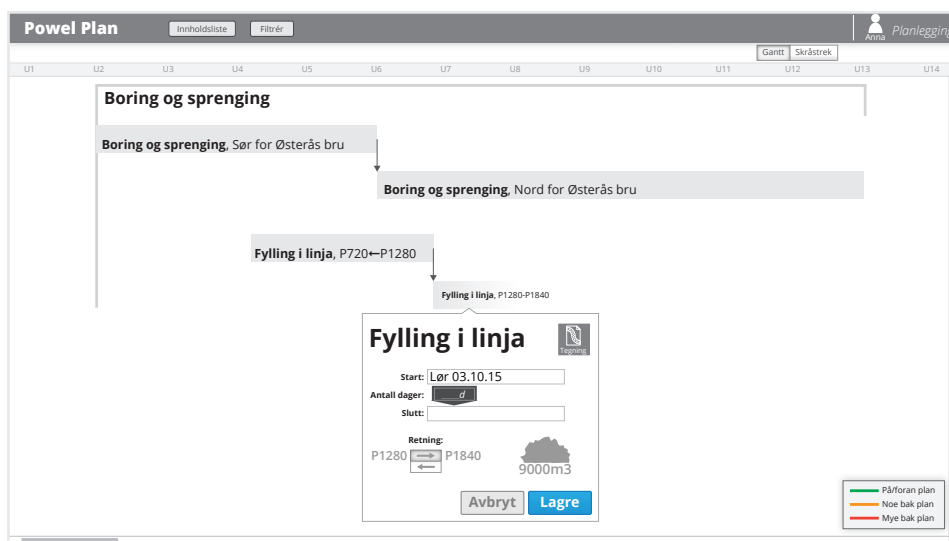 Powel Plan
Innholdsliste
Filtrér
Anna
Planlegging
Gantt
Skråstrek
U1 U2 U3 U4 U5 U6 U7 U8 U9 U10 U11 U12 U13 U14
Boring og sprenging
Boring og sprenging, Sør for Østerås bru
Boring og sprenging, Nord for Østerås bru
Fylling i linja, P720←P1280
Fylling i linja, P1280-P1840
Fylling i linja
Tegning
Start: Lør 03.10.15
Antall dager: d
Slutt:
Retning:
P1280 → P1840
←
9000m3
Avbryt Lagre
På/foran plan
Noe bak plan
Mye bak plan